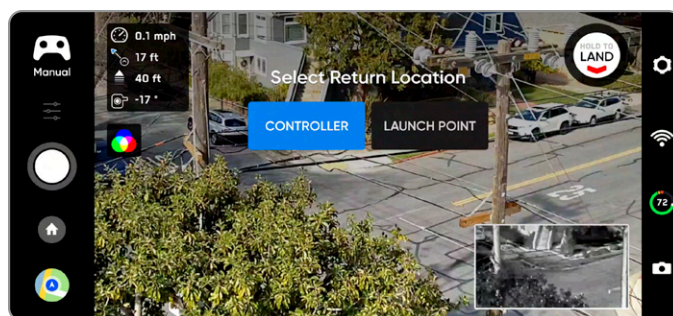 Manual
0.1 mph
17 ft
40 ft
-17 °
Select Return Location
CONTROLLER
LAUNCH POINT
HOLD TO
LAND
72
25